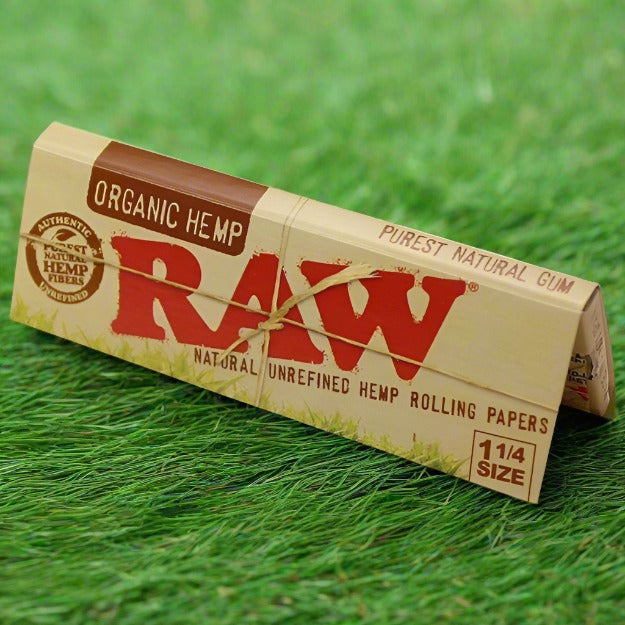 ORGANIC HEMP
PUREST NATURAL GUM
AUTHENTIC
PUREST
NATURAL
HEMP
FIBERS
UNREFINED
RAW®
NATURAL UNREFINED HEMP ROLLING PAPERS
1 1/4
SIZE